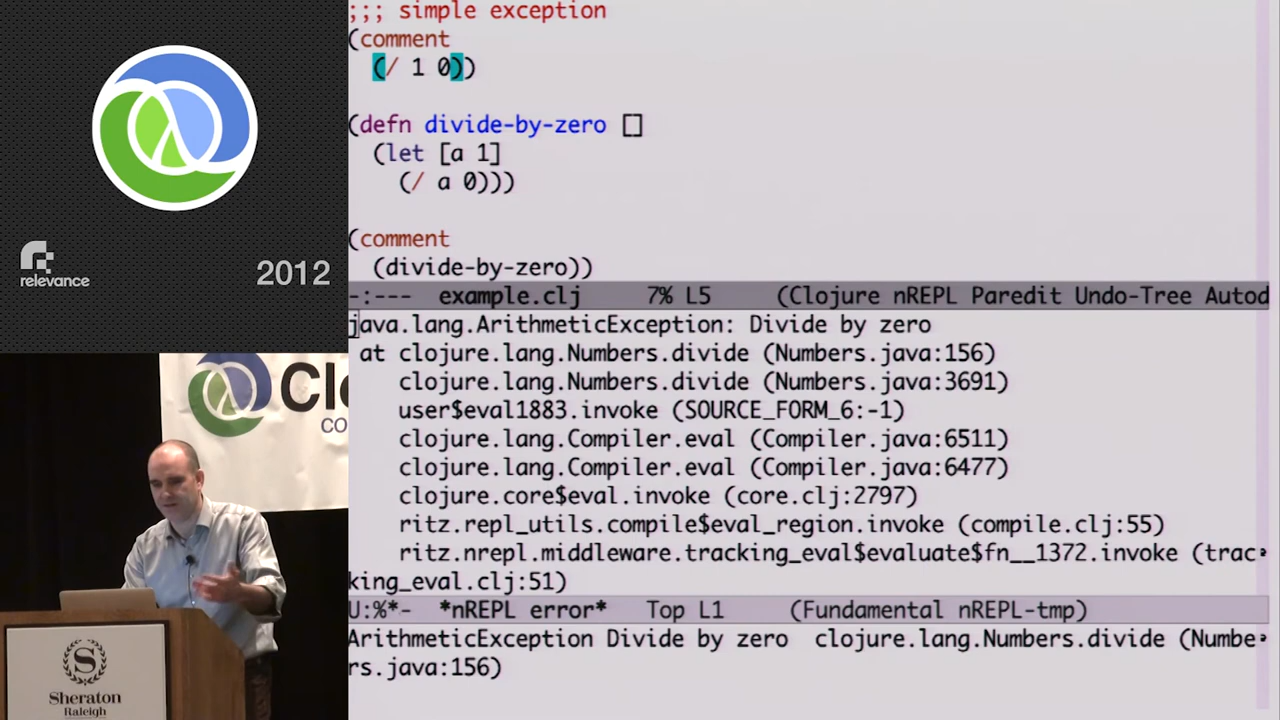 relevance
2012
Clo
CO
S
Sheraton
Raleigh
;;; simple exception
(comment
  (/ 1 0))
(defn divide-by-zero []
  (let [a 1]
    (/ a 0)))
(comment
  (divide-by-zero))
-:---  example.clj     7% L5     (Clojure nREPL Paredit Undo-Tree Autod
java.lang.ArithmeticException: Divide by zero
 at clojure.lang.Numbers.divide (Numbers.java:156)
    clojure.lang.Numbers.divide (Numbers.java:3691)
    user$eval1883.invoke (SOURCE_FORM_6:-1)
    clojure.lang.Compiler.eval (Compiler.java:6511)
    clojure.lang.Compiler.eval (Compiler.java:6477)
    clojure.core$eval.invoke (core.clj:2797)
    ritz.repl_utils.compile$eval_region.invoke (compile.clj:55)
    ritz.nrepl.middleware.tracking_eval$evaluate$fn__1372.invoke (trac
king_eval.clj:51)
U:%*-  *nREPL error*   Top L1     (Fundamental nREPL-tmp)
ArithmeticException Divide by zero  clojure.lang.Numbers.divide (Numbe
rs.java:156)